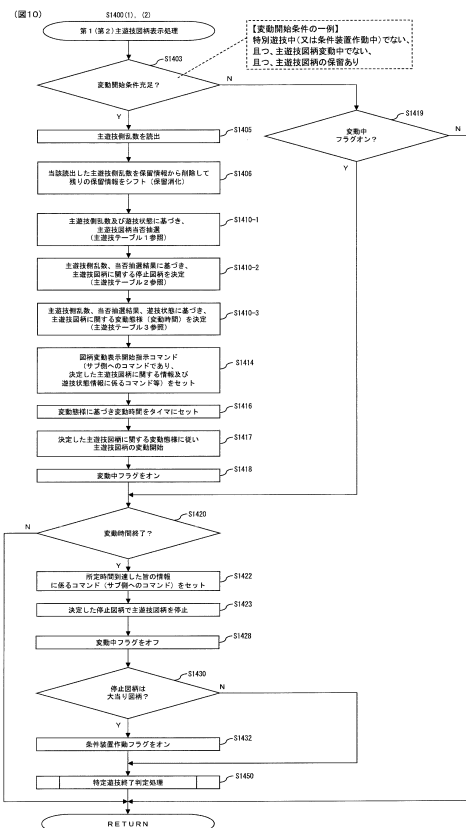 (図10)
S1400(1), (2)
第1(第2)主遊技図柄表示処理
【変動開始条件の一例】
特別遊技中(又は条件装置作動中)でない、
且つ、主遊技図柄変動中でない、
且つ、主遊技図柄の保留あり
S1403
変動開始条件充足?
N
Y
S1419
変動中
フラグオン?
N
Y
主遊技側乱数を読出
S1405
当該読出した主遊技側乱数を保留情報から削除して
残りの保留情報をシフト(保留消化)
S1406
主遊技側乱数及び遊技状態に基づき、
主遊技図柄当否抽選
(主遊技テーブル1参照)
S1410-1
主遊技側乱数、当否抽選結果に基づき、
主遊技図柄に関する停止図柄を決定
(主遊技テーブル2参照)
S1410-2
主遊技側乱数、当否抽選結果、遊技状態に基づき、
主遊技図柄に関する変動態様(変動時間)を決定
(主遊技テーブル3参照)
S1410-3
図柄変動表示開始指示コマンド
(サブ側へのコマンドであり、
決定した主遊技図柄に関する情報及び
遊技状態情報に係るコマンド等)をセット
S1414
変動態様に基づき変動時間をタイマにセット
S1416
決定した主遊技図柄に関する変動態様に従い
主遊技図柄の変動開始
S1417
変動中フラグをオン
S1418
S1420
変動時間終了?
N
Y
所定時間到達した旨の情報
に係るコマンド(サブ側へのコマンド)をセット
S1422
決定した停止図柄で主遊技図柄を停止
S1423
変動中フラグをオフ
S1428
S1430
停止図柄は
大当り図柄?
N
Y
条件装置作動フラグをオン
S1432
特定遊技終了判定処理
S1450
RETURN